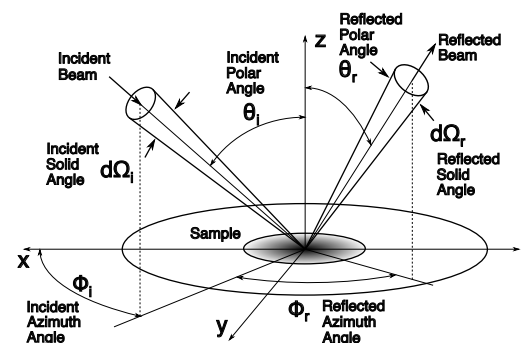 Incident
Beam
Incident
Polar
Angle
θi
z
Reflected
Polar
Angle
θr
Reflected
Beam
Incident
Solid
Angle
dΩi
dΩr
Reflected
Solid
Angle
Sample
x
Φi
Incident
Azimuth
Angle
y
Φr
Reflected
Azimuth
Angle